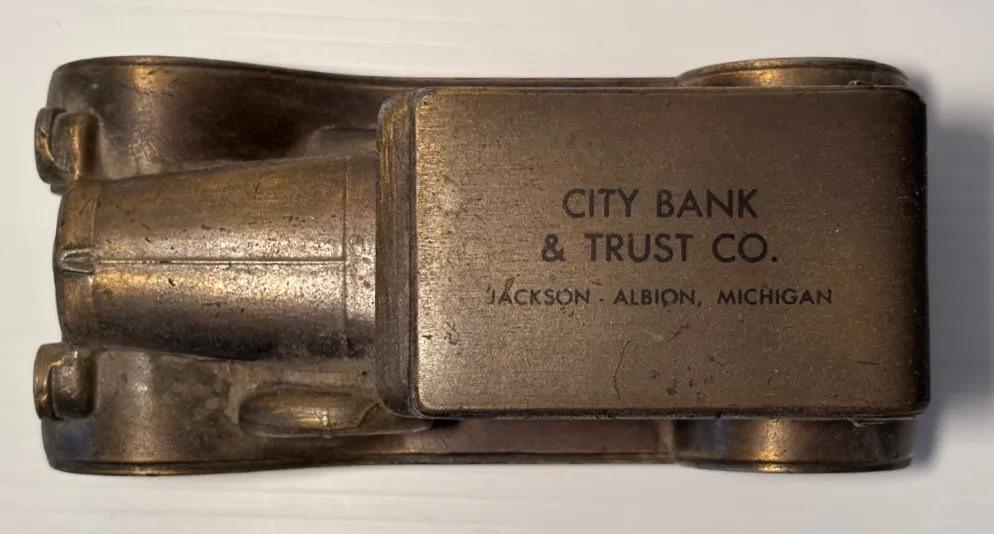 CITY BANK
& TRUST CO.
JACKSON - ALBION, MICHIGAN